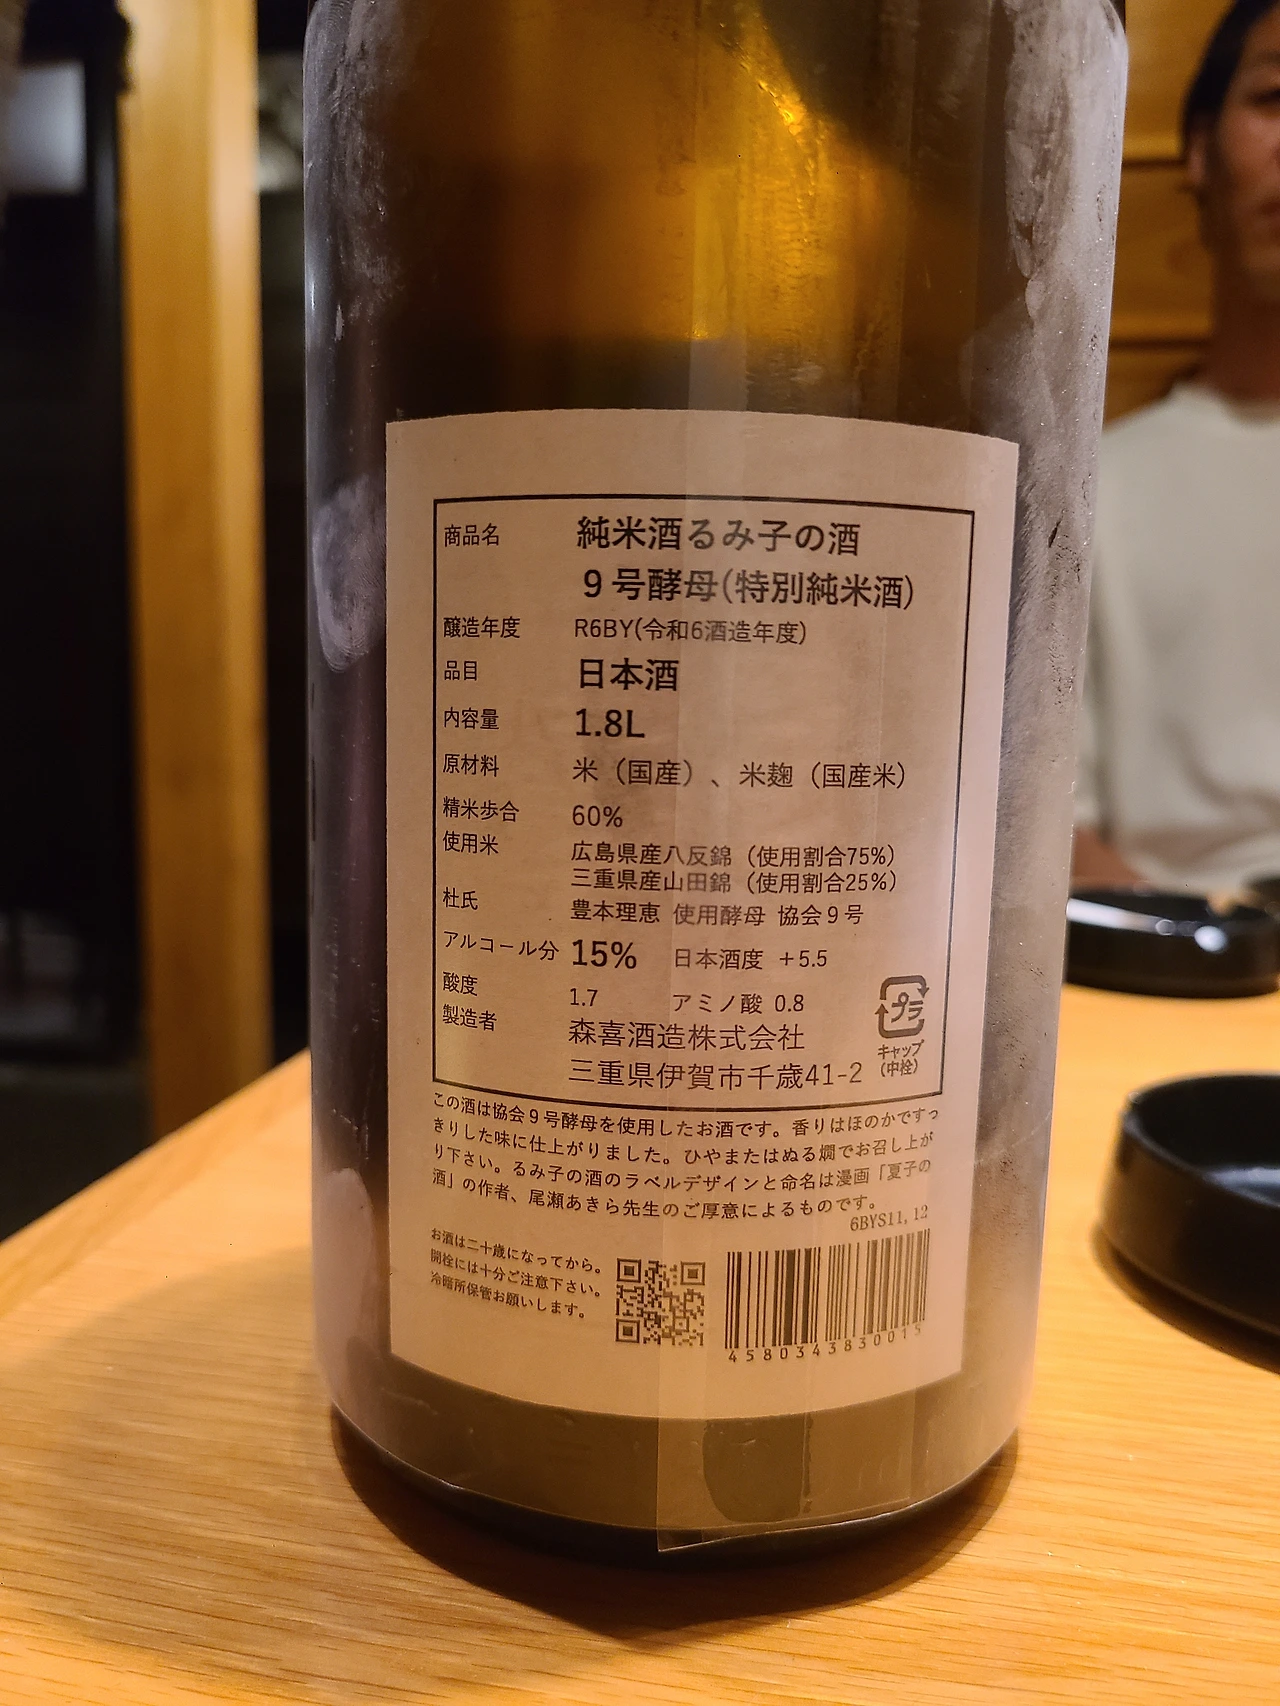 商品名 純米酒るみ子の酒
9号酵母(特別純米酒)
醸造年度 R6BY(令和6酒造年度)
品目 日本酒
内容量 1.8L
原材料 米（国産）、米麹（国産米）
精米歩合 60%
使用米 広島県産八反錦（使用割合75%）
三重県産山田錦（使用割合25%）
杜氏 豊本理恵 使用酵母 協会9号
アルコール分 15% 日本酒度 +5.5
酸度 1.7 アミノ酸 0.8
製造者 森喜酒造株式会社
三重県伊賀市千歳41-2
プラ
キャップ
(中栓)
この酒は協会9号酵母を使用したお酒です。香りはほのかですっ
きりした味に仕上がりました。ひやまたはぬる燗でお召し上が
り下さい。るみ子の酒のラベルデザインと命名は漫画「夏子の
酒」の作者、尾瀬あきら先生のご厚意によるものです。
6BYS11,12
お酒は二十歳になってから。
開栓には十分ご注意下さい。
冷暗所保管お願いします。
4580343830015